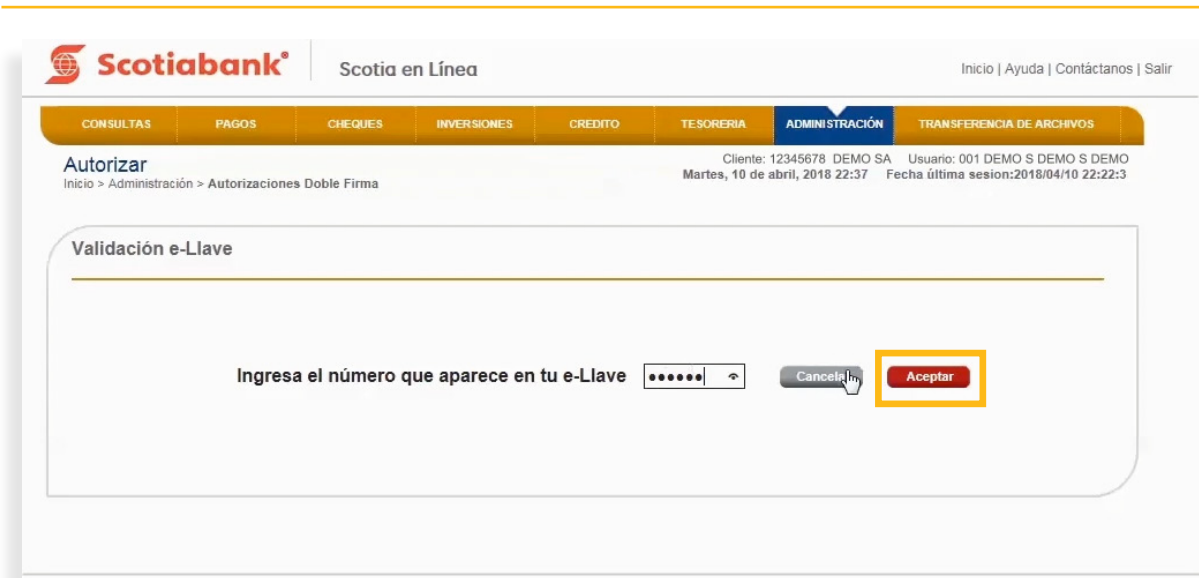 Scotiabank®
Scotia en Línea
Inicio | Ayuda | Contáctanos | Salir
CONSULTAS PAGOS CHEQUES INVERSIONES CREDITO TESORERIA ADMINISTRACIÓN TRANSFERENCIA DE ARCHIVOS
Autorizar
Cliente: 12345678 DEMO SA Usuario: 001 DEMO S DEMO S DEMO
Inicio > Administración > Autorizaciones Doble Firma
Martes, 10 de abril, 2018 22:37 Fecha última sesion:2018/04/10 22:22:3
Validación e-Llave
Ingresa el número que aparece en tu e-Llave •••••• Cancelar Aceptar